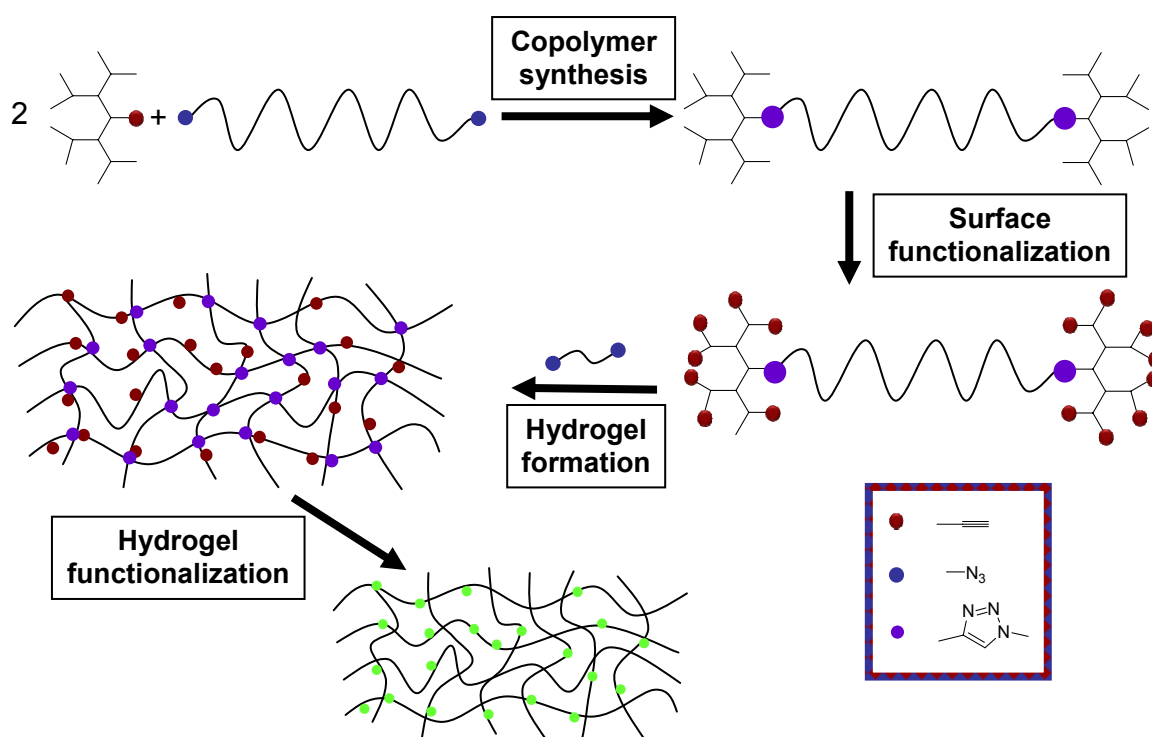 Copolymer
synthesis
2
+
Surface
functionalization
Hydrogel
formation
Hydrogel
functionalization
N3
N
N
N